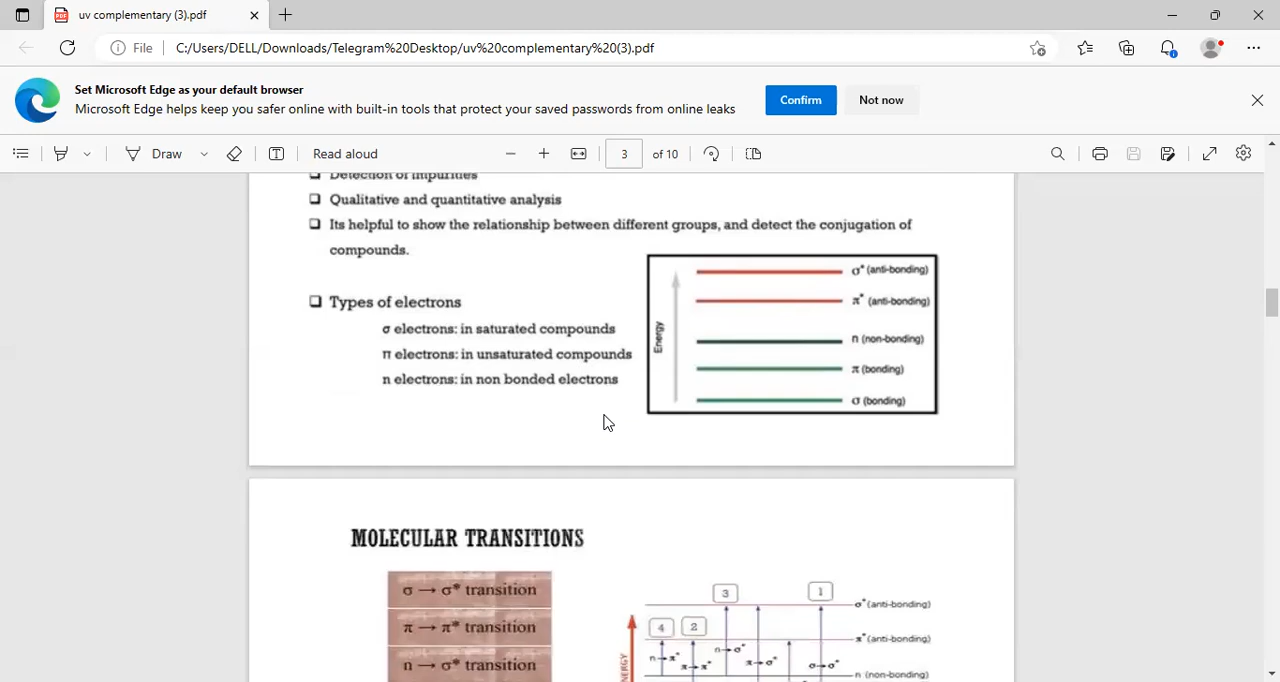 uv complementary (3).pdf
File
C:/Users/DELL/Downloads/Telegram%20Desktop/uv%20complementary%20(3).pdf
Set Microsoft Edge as your default browser
Microsoft Edge helps keep you safer online with built-in tools that protect your saved passwords from online leaks
Confirm
Not now
Draw
Read aloud
3
of 10
Detection of impurities
Qualitative and quantitative analysis
Its helpful to show the relationship between different groups, and detect the conjugation of
compounds.
Types of electrons
σ electrons: in saturated compounds
π electrons: in unsaturated compounds
n electrons: in non bonded electrons
Energy
σ* (anti-bonding)
π* (anti-bonding)
n (non-bonding)
π (bonding)
σ (bonding)
MOLECULAR TRANSITIONS
σ → σ* transition
π → π* transition
n → σ* transition
3
1
4
2
σ* (anti-bonding)
π* (anti-bonding)
n (non-bonding)
n→π*
π→π*
n→σ*
π→σ*
σ→σ*
ENERGY